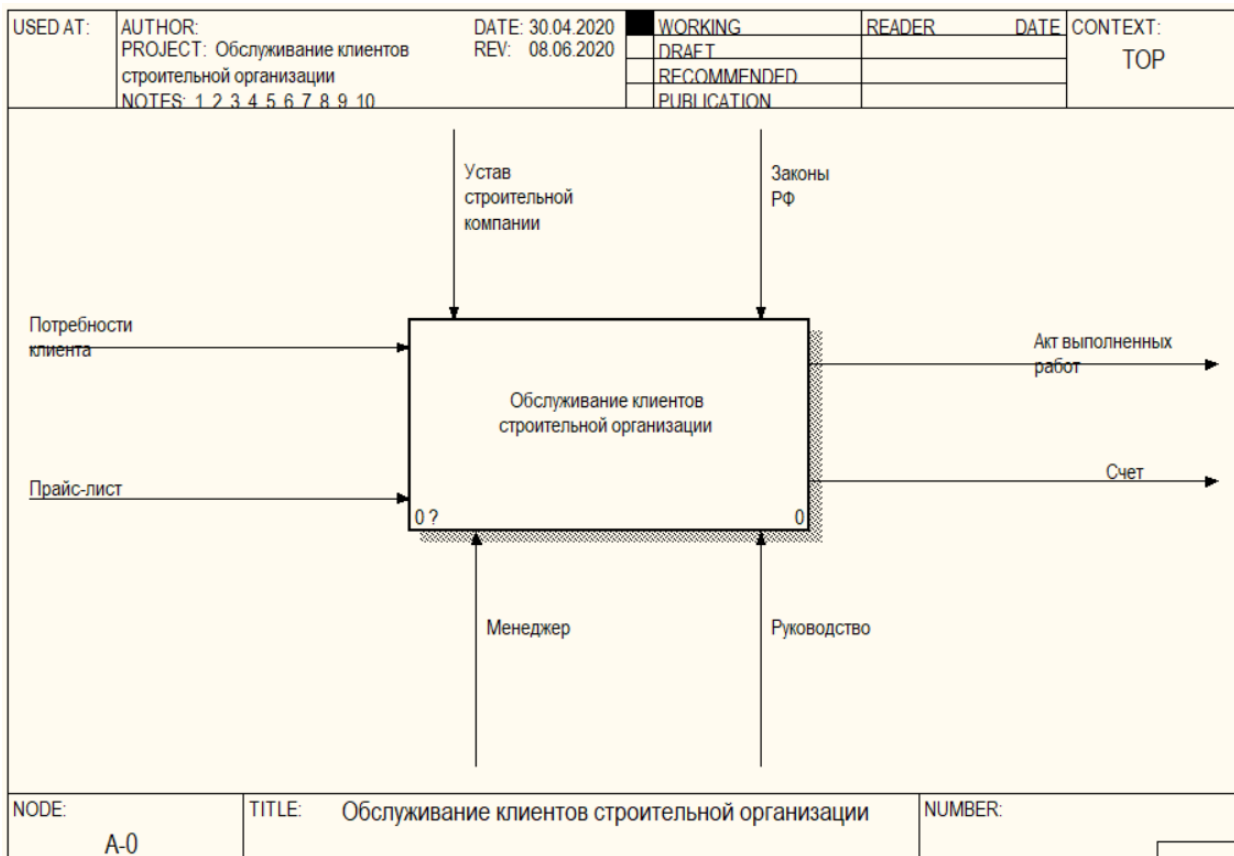 USED AT:
AUTHOR:
DATE: 30.04.2020
PROJECT: Обслуживание клиентов
REV: 08.06.2020
строительной организации
NOTES: 1 2 3 4 5 6 7 8 9 10
WORKING
DRAFT
RECOMMENDED
PUBLICATION
READER DATE
CONTEXT:
TOP
Устав
строительной
компании
Законы
РФ
Потребности
клиента
Акт выполненных
работ
Обслуживание клиентов
строительной организации
Счет
Прайс-лист
0 ?
0
Менеджер
Руководство
NODE:
A-0
TITLE: Обслуживание клиентов строительной организации
NUMBER: